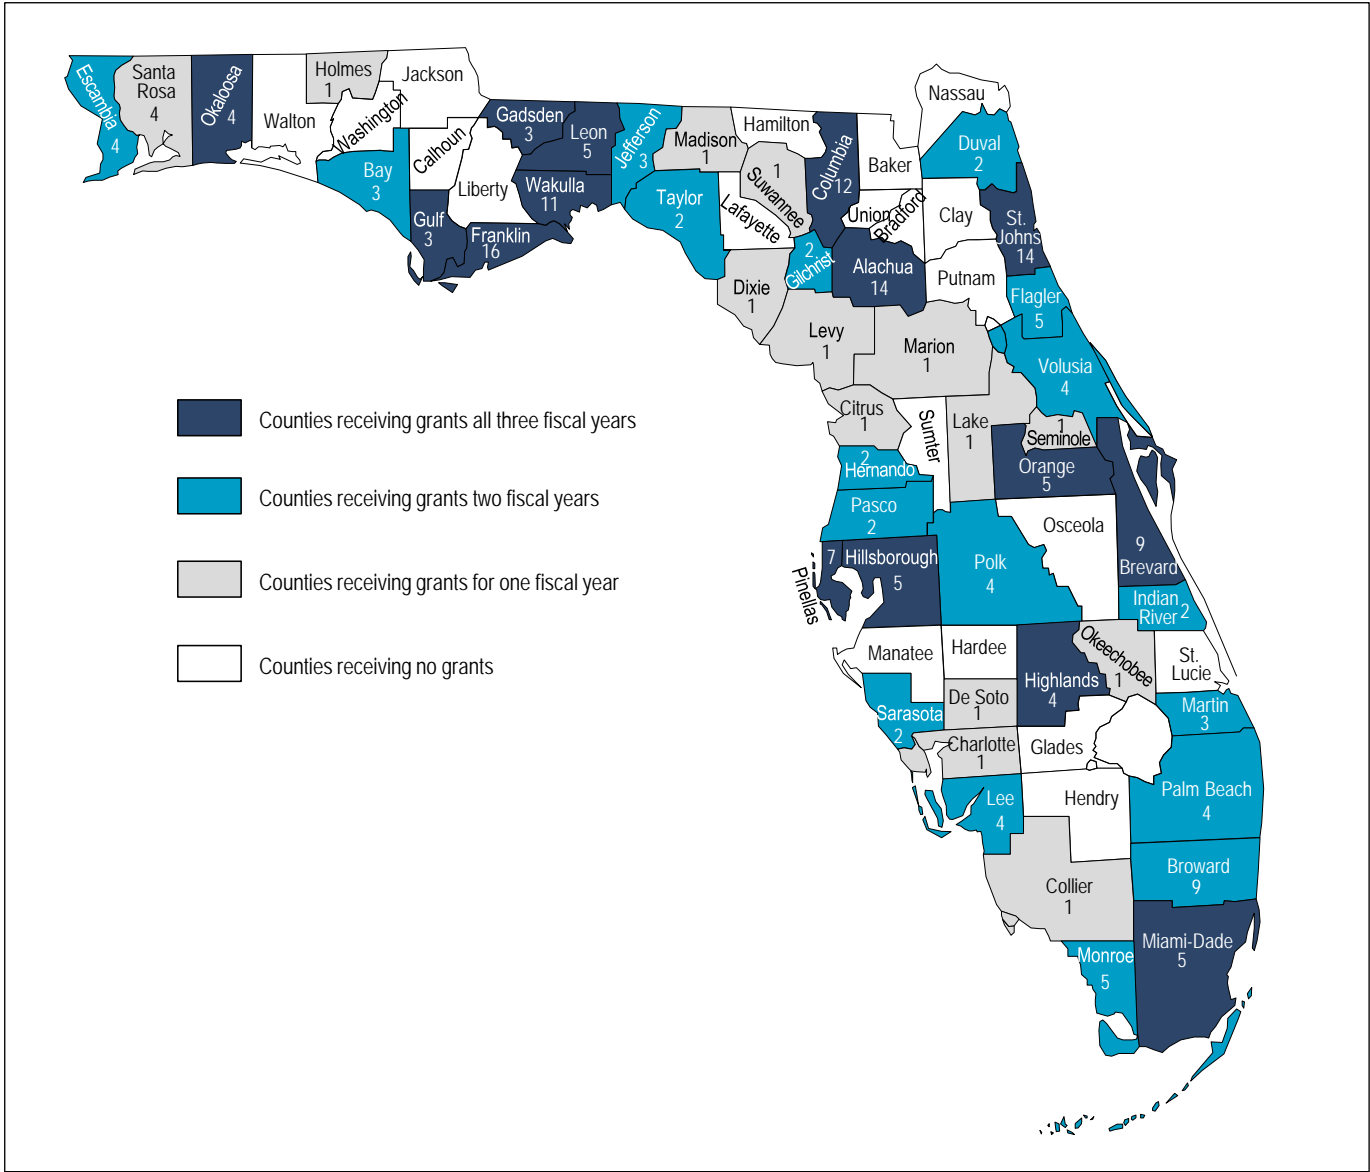 Escambia
4
Santa
Rosa
4
Okaloosa
4
Walton
Holmes
1
Washington
Jackson
Bay
3
Calhoun
Gulf
3
Liberty
Franklin
16
Gadsden
3
Leon
5
Wakulla
11
Jefferson
3
Madison
1
Taylor
2
Hamilton
1
Suwannee
Lafayette
Columbia
12
Baker
Nassau
Duval
2
Union
Bradford
Clay
St.
Johns
14
Dixie
1
2
Gilchrist
Alachua
14
Putnam
Flagler
5
Levy
1
Marion
1
Volusia
4
Citrus
1
Sumter
Lake
1
1
Seminole
Orange
5
2
Hernando
Pasco
2
Osceola
9
Brevard
7
Pinellas
Hillsborough
5
Polk
4
Indian
River 2
Manatee
Hardee
Highlands
4
Okeechobee
1
St.
Lucie
Sarasota
2
De Soto
1
Martin
3
Charlotte
1
Glades
Lee
4
Hendry
Palm Beach
4
Collier
1
Broward
9
Monroe
5
Miami-Dade
5
Counties receiving grants all three fiscal years
Counties receiving grants two fiscal years
Counties receiving grants for one fiscal year
Counties receiving no grants